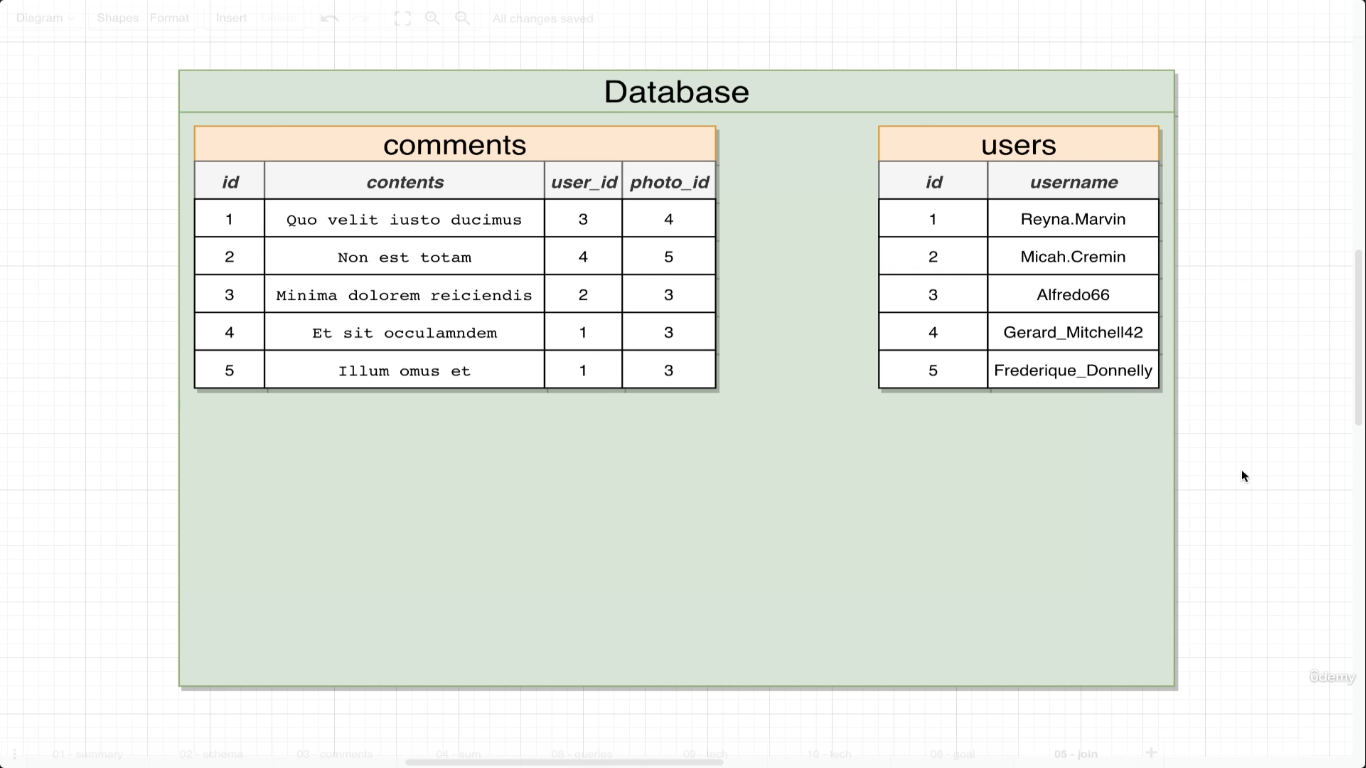 Diagram Shapes Format Insert Delete All changes saved
Database
comments
id contents user_id photo_id
1 Quo velit iusto ducimus 3 4
2 Non est totam 4 5
3 Minima dolorem reiciendis 2 3
4 Et sit occulamndem 1 3
5 Illum omus et 1 3
users
id username
1 Reyna.Marvin
2 Micah.Cremin
3 Alfredo66
4 Gerard_Mitchell42
5 Frederique_Donnelly
ûdemy
01 - summary 02 - schema 03 - comments 04 - sum 08 - queries 09 - tech 10 - tech 06 - goal 05 - join